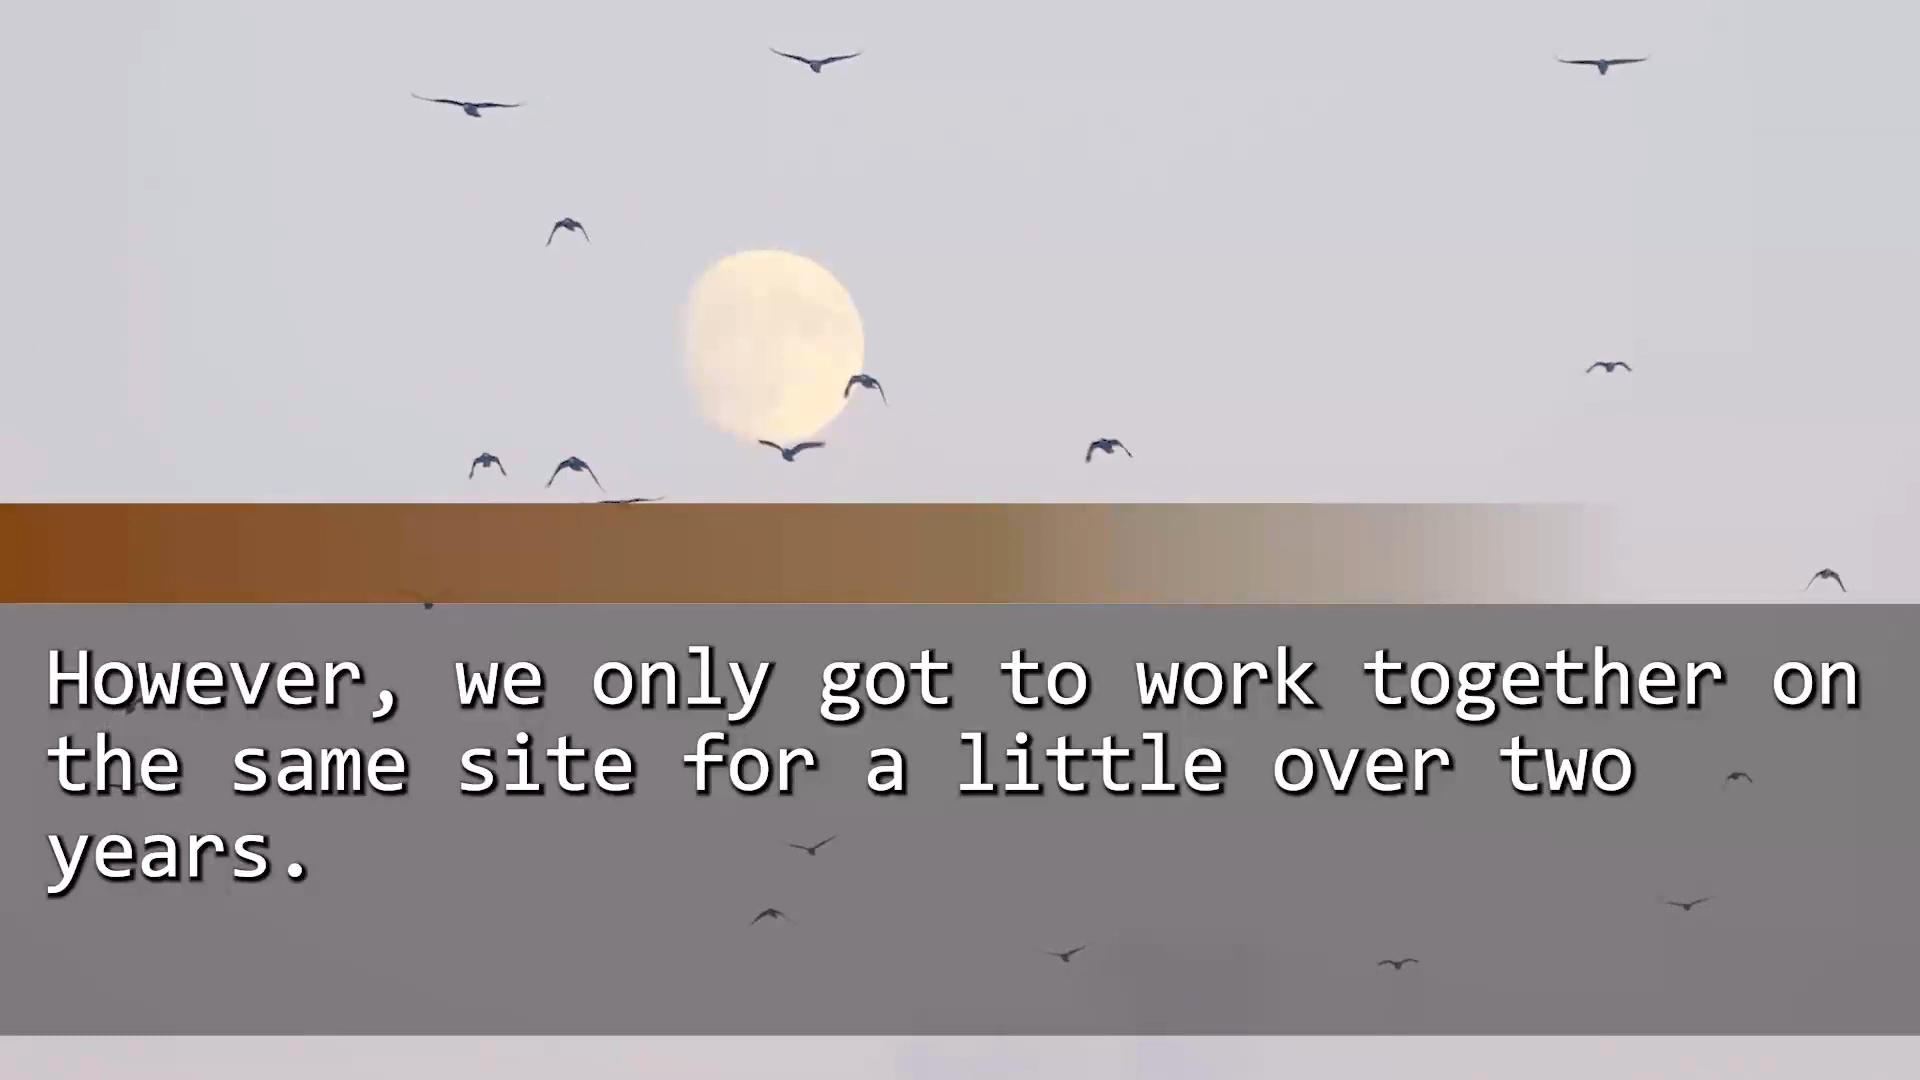 However, we only got to work together on
the same site for a little over two
years.